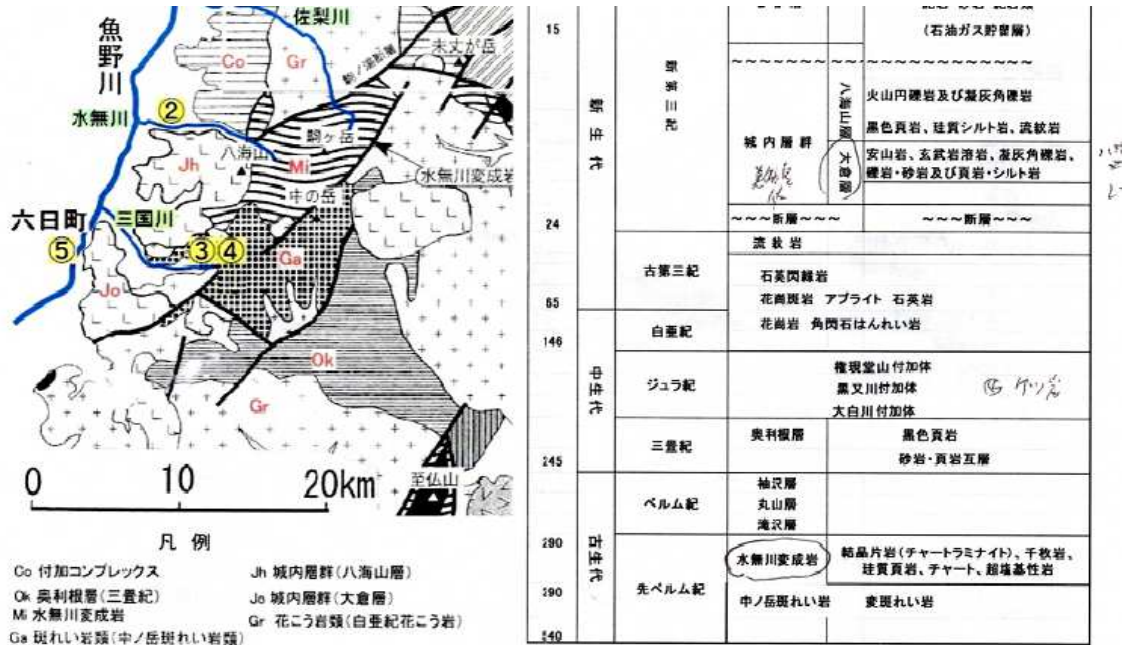 佐梨川
魚野川
Co
Gr
未丈が岳
水無川
②
駒ヶ岳
八海山
Jh
Mi
水無川変成岩
中の岳
六日町
三国川
⑤
③④
Ga
Jo
Ok
Gr
至仏山
0 10 20km
凡例
Co 付加コンプレックス
Ok 奥利根層(三畳紀)
Mi 水無川変成岩
Ga 斑れい岩類(中ノ岳斑れい岩類)
Jh 城内層群(八海山層)
Jo 城内層群(大倉層)
Gr 花こう岩類(白亜紀花こう岩)
15
(石油ガス貯留層)
新生代
新第三紀
八海山層
火山円礫岩及び凝灰角礫岩
黒色頁岩、珪質シルト岩、流紋岩
城内層群
大倉層
安山岩、玄武岩溶岩、凝灰角礫岩、
礫岩・砂岩及び頁岩・シルト岩
24
~~~断層~~~ ~~~断層~~~
流紋岩
古第三紀
石英閃緑岩
花崗斑岩 アプライト 石英岩
65
白亜紀
花崗岩 角閃石はんれい岩
146
中生代
ジュラ紀
権現堂山付加体
黒又川付加体
大白川付加体
三畳紀
奥利根層
黒色頁岩
砂岩・頁岩互層
245
古生代
ペルム紀
袖沢層
丸山層
滝沢層
290
先ペルム紀
水無川変成岩
結晶片岩(チャートラミナイト)、千枚岩、
珪質頁岩、チャート、超塩基性岩
390
中ノ岳斑れい岩 変斑れい岩
540